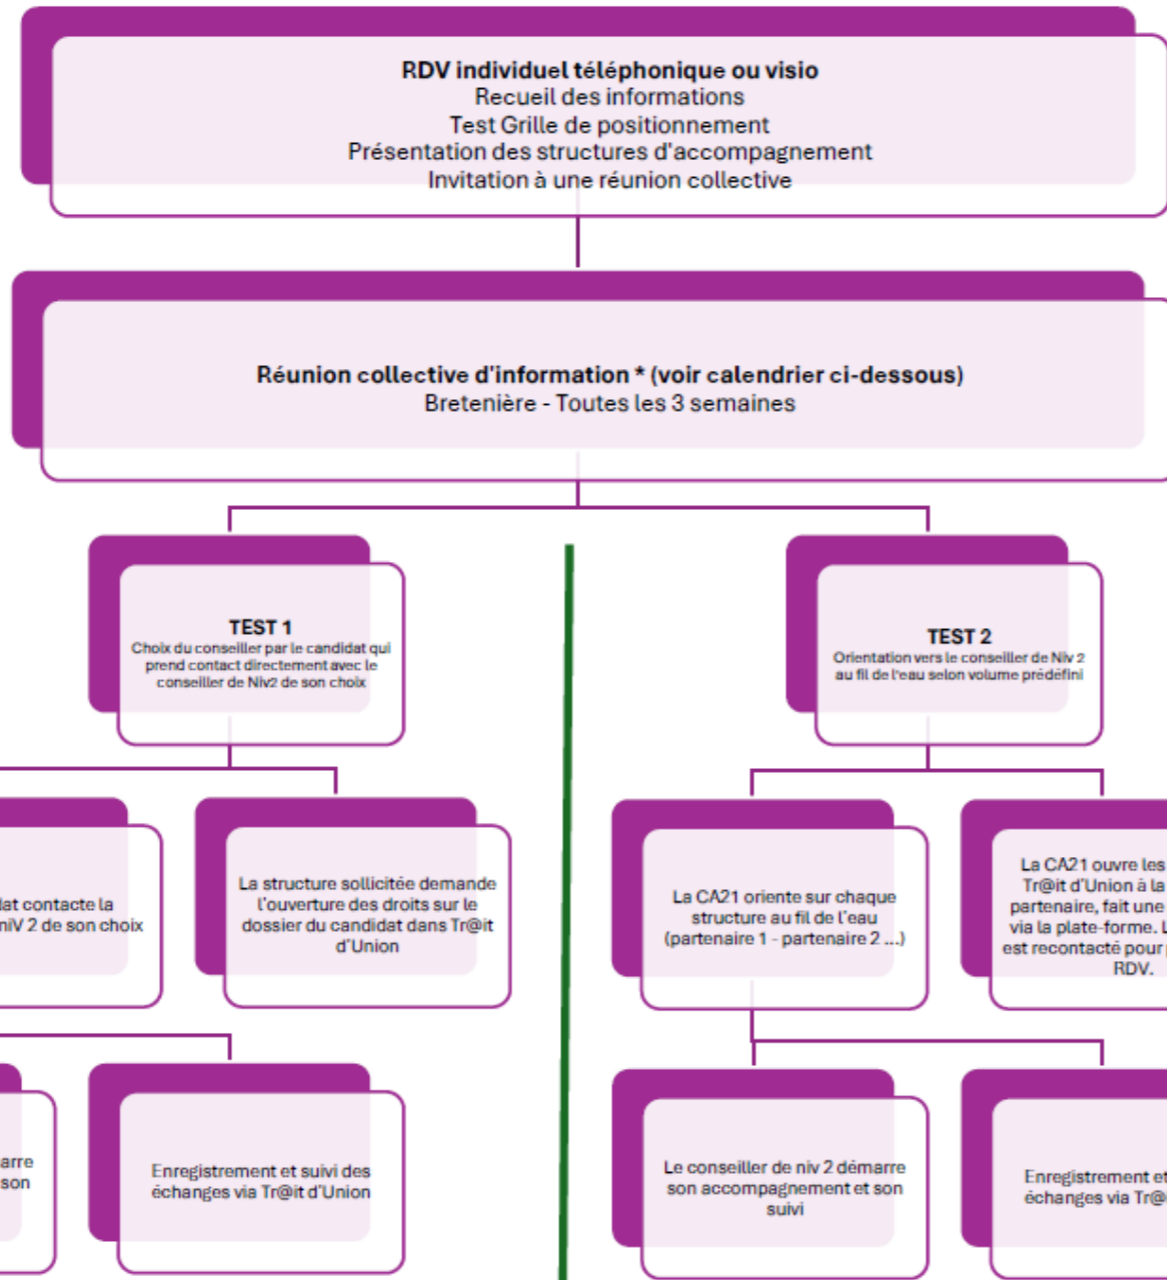 RDV individuel téléphonique ou visio
Recueil des informations
Test Grille de positionnement
Présentation des structures d'accompagnement
Invitation à une réunion collective
Réunion collective d'information * (voir calendrier ci-dessous)
Bretenière - Toutes les 3 semaines
TEST 1
Choix du conseiller par le candidat qui
prend contact directement avec le
conseiller de Niv2 de son choix
TEST 2
Orientation vers le conseiller de Niv 2
au fil de l'eau selon volume prédéfini
contacte la
niV 2 de son choix
La structure sollicitée demande
l'ouverture des droits sur le
dossier du candidat dans Tr@it
d'Union
La CA21 oriente sur chaque
structure au fil de l'eau
(partenaire 1 - partenaire 2 ...)
La CA21 ouvre les
Tr@it d'Union à la
partenaire, fait une
via la plate-forme.
est recontacté pour
RDV.
son
Enregistrement et suivi des
échanges via Tr@it d'Union
Le conseiller de niv 2 démarre
son accompagnement et son
suivi
Enregistrement et
échanges via